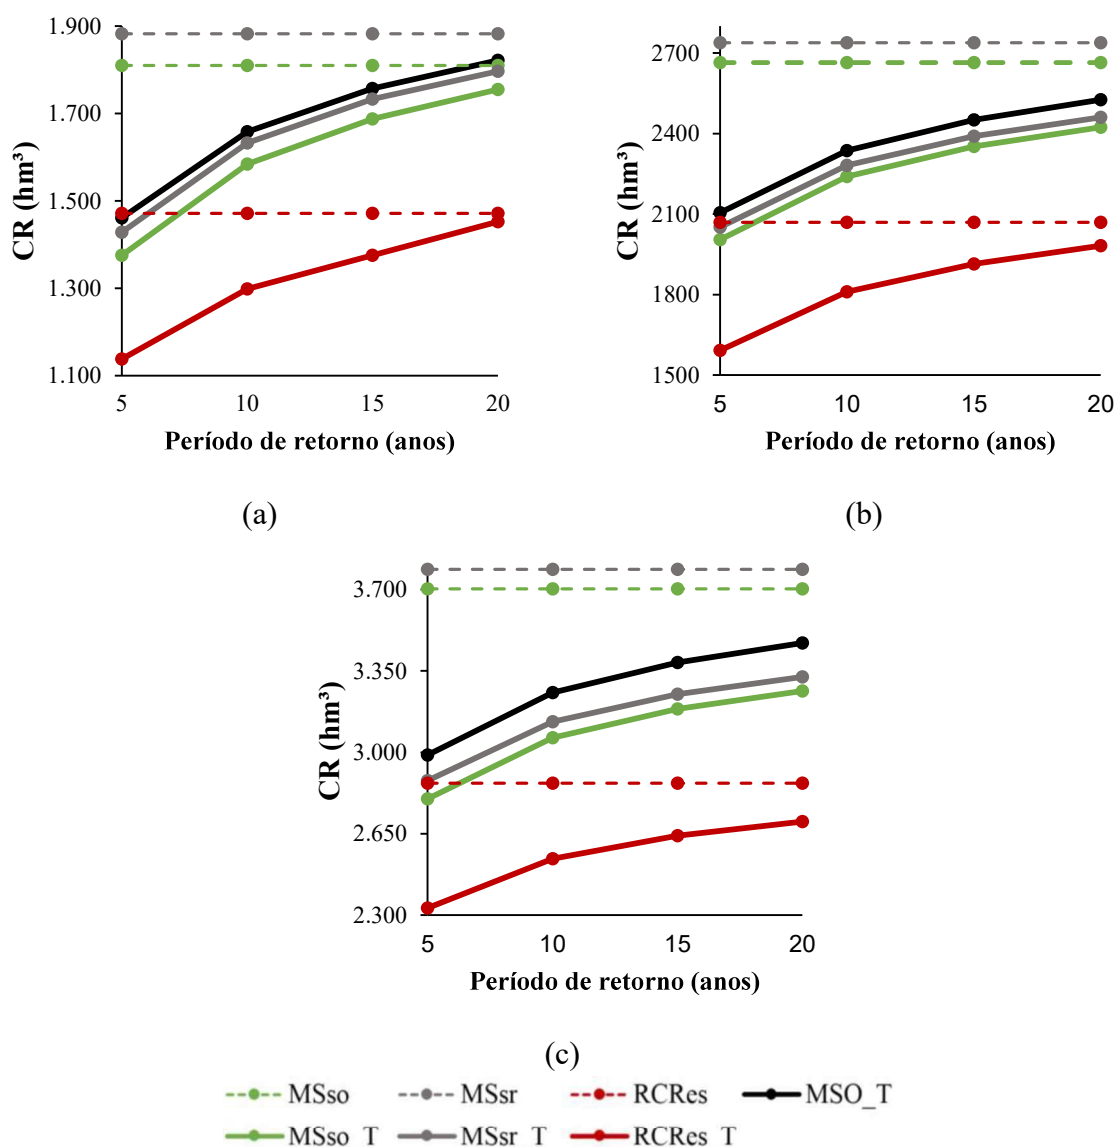 1.900
1.700
1.500
1.300
1.100
CR (hm³)
5 10 15 20
Período de retorno (anos)
(a)
2700
2400
2100
1800
1500
CR (hm³)
5 10 15 20
Período de retorno (anos)
(b)
3.700
3.350
3.000
2.650
2.300
CR (hm³)
5 10 15 20
Período de retorno (anos)
(c)
MSso MSsr RCRes MSO_T
MSso_T MSsr_T RCRes_T